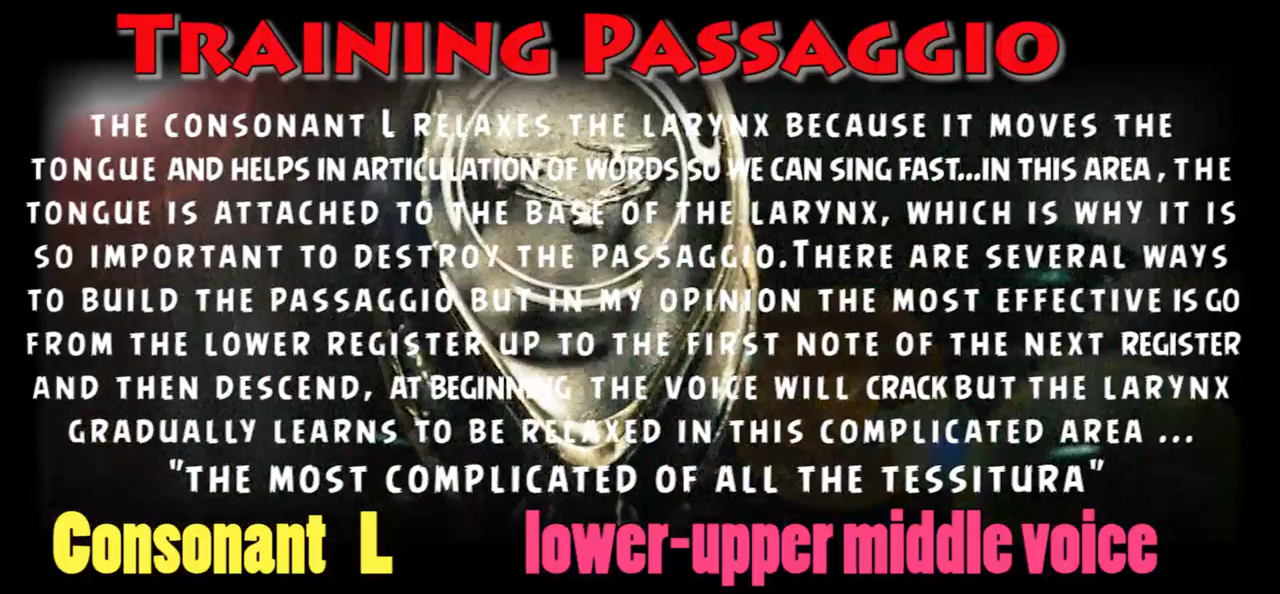 TRAINING PASSAGGIO
THE CONSONANT L RELAXES THE LARYNX BECAUSE IT MOVES THE
TONGUE AND HELPS IN ARTICULATION OF WORDS SO WE CAN SING FAST...IN THIS AREA, THE
TONGUE IS ATTACHED TO THE BASE OF THE LARYNX, WHICH IS WHY IT IS
SO IMPORTANT TO DESTROY THE PASSAGGIO.THERE ARE SEVERAL WAYS
TO BUILD THE PASSAGGIO BUT IN MY OPINION THE MOST EFFECTIVE IS GO
FROM THE LOWER REGISTER UP TO THE FIRST NOTE OF THE NEXT REGISTER
AND THEN DESCEND, AT BEGINNING THE VOICE WILL CRACK BUT THE LARYNX
GRADUALLY LEARNS TO BE RELAXED IN THIS COMPLICATED AREA ...
"THE MOST COMPLICATED OF ALL THE TESSITURA"
Consonant L lower-upper middle voice